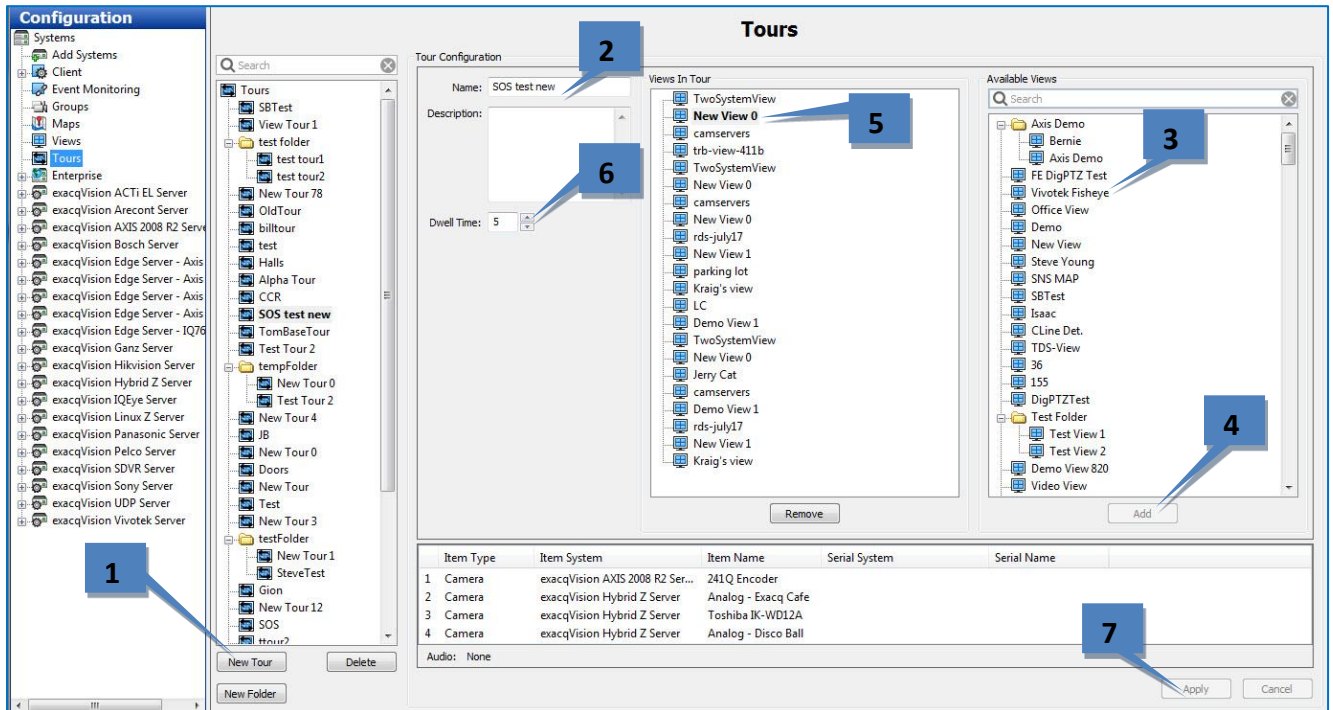 Configuration
Systems
Add Systems
Client
Event Monitoring
Groups
Maps
Views
Tours
Enterprise
exacqVision ACTi EL Server
exacqVision Arecont Server
exacqVision AXIS 2008 R2 Serve
exacqVision Bosch Server
exacqVision Edge Server - Axis
exacqVision Edge Server - Axis
exacqVision Edge Server - Axis
exacqVision Edge Server - Axis
exacqVision Edge Server - IQ76
exacqVision Ganz Server
exacqVision Hikvision Server
exacqVision Hybrid Z Server
exacqVision IQEye Server
exacqVision Linux Z Server
exacqVision Panasonic Server
exacqVision Pelco Server
exacqVision SDVR Server
exacqVision Sony Server
exacqVision UDP Server
exacqVision Vivotek Server
1
Tours
Search
Tours
SBTest
View Tour 1
test folder
test tour1
test tour2
New Tour 78
OldTour
billtour
test
Halls
Alpha Tour
CCR
SOS test new
TomBaseTour
Test Tour 2
tempFolder
New Tour 0
Test Tour 2
New Tour 4
JB
New Tour 0
Doors
New Tour
Test
New Tour 3
testFolder
New Tour 1
SteveTest
Gion
New Tour 12
SOS
ttour2
New Tour Delete
New Folder
Tour Configuration
2
Name: SOS test new
Description:
6
Dwell Time: 5
Views In Tour
TwoSystemView
New View 0
camservers
trb-view-411b
TwoSystemView
New View 0
camservers
New View 0
rds-july17
New View 1
parking lot
Kraig's view
LC
Demo View 1
TwoSystemView
New View 0
Jerry Cat
camservers
Demo View 1
rds-july17
New View 1
Kraig's view
5
Remove
Available Views
Search
Axis Demo
Bernie
Axis Demo
FE DigPTZ Test
Vivotek Fisheye
Office View
Demo
New View
Steve Young
SNS MAP
SBTest
Isaac
CLine Det.
TDS-View
36
155
DigPTZTest
Test Folder
Test View 1
Test View 2
Demo View 820
Video View
3
4
Add
Item Type Item System Item Name Serial System Serial Name
1 Camera exacqVision AXIS 2008 R2 Ser... 241Q Encoder
2 Camera exacqVision Hybrid Z Server Analog - Exacq Cafe
3 Camera exacqVision Hybrid Z Server Toshiba IK-WD12A
4 Camera exacqVision Hybrid Z Server Analog - Disco Ball
Audio: None
7
Apply Cancel